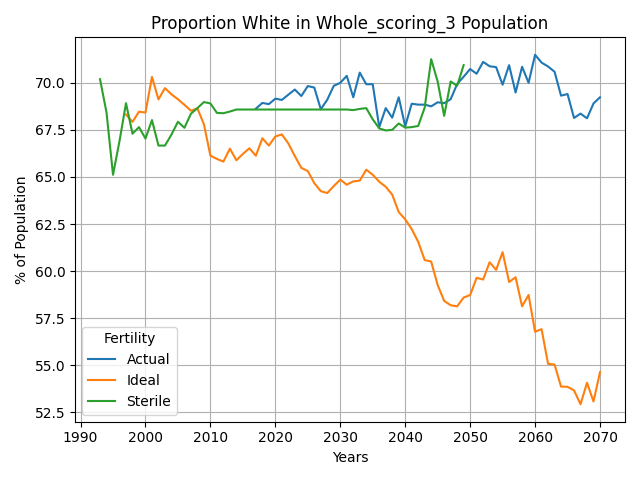 Proportion White in Whole_scoring_3 Population
% of Population
70.0
67.5
65.0
62.5
60.0
57.5
55.0
52.5
Fertility
Actual
Ideal
Sterile
1990 2000 2010 2020 2030 2040 2050 2060 2070
Years